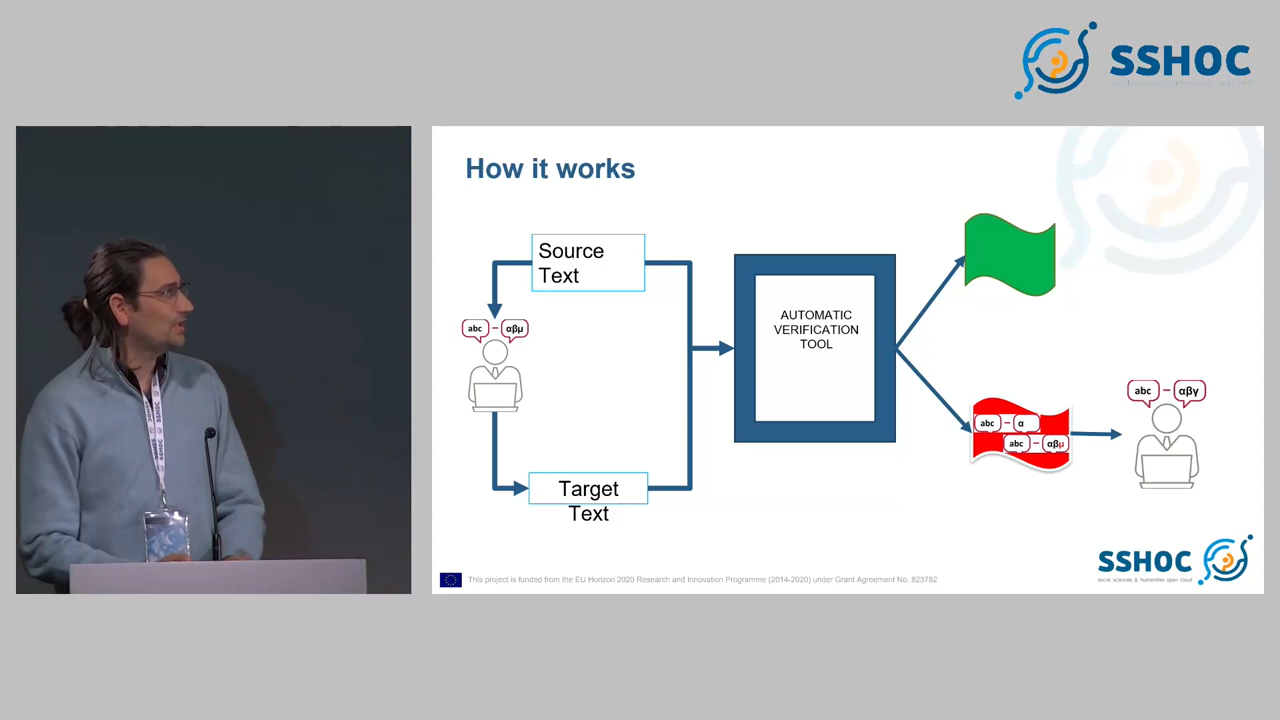 SSHOC
How it works
Source
Text
abc – αβμ
Target
Text
AUTOMATIC
VERIFICATION
TOOL
abc – α
abc – αβμ
abc – αβγ
SSHOC
social sciences & humanities open cloud
This project is funded from the EU Horizon 2020 Research and Innovation Programme (2014-2020) under Grant Agreement No. 823782
SSHOC